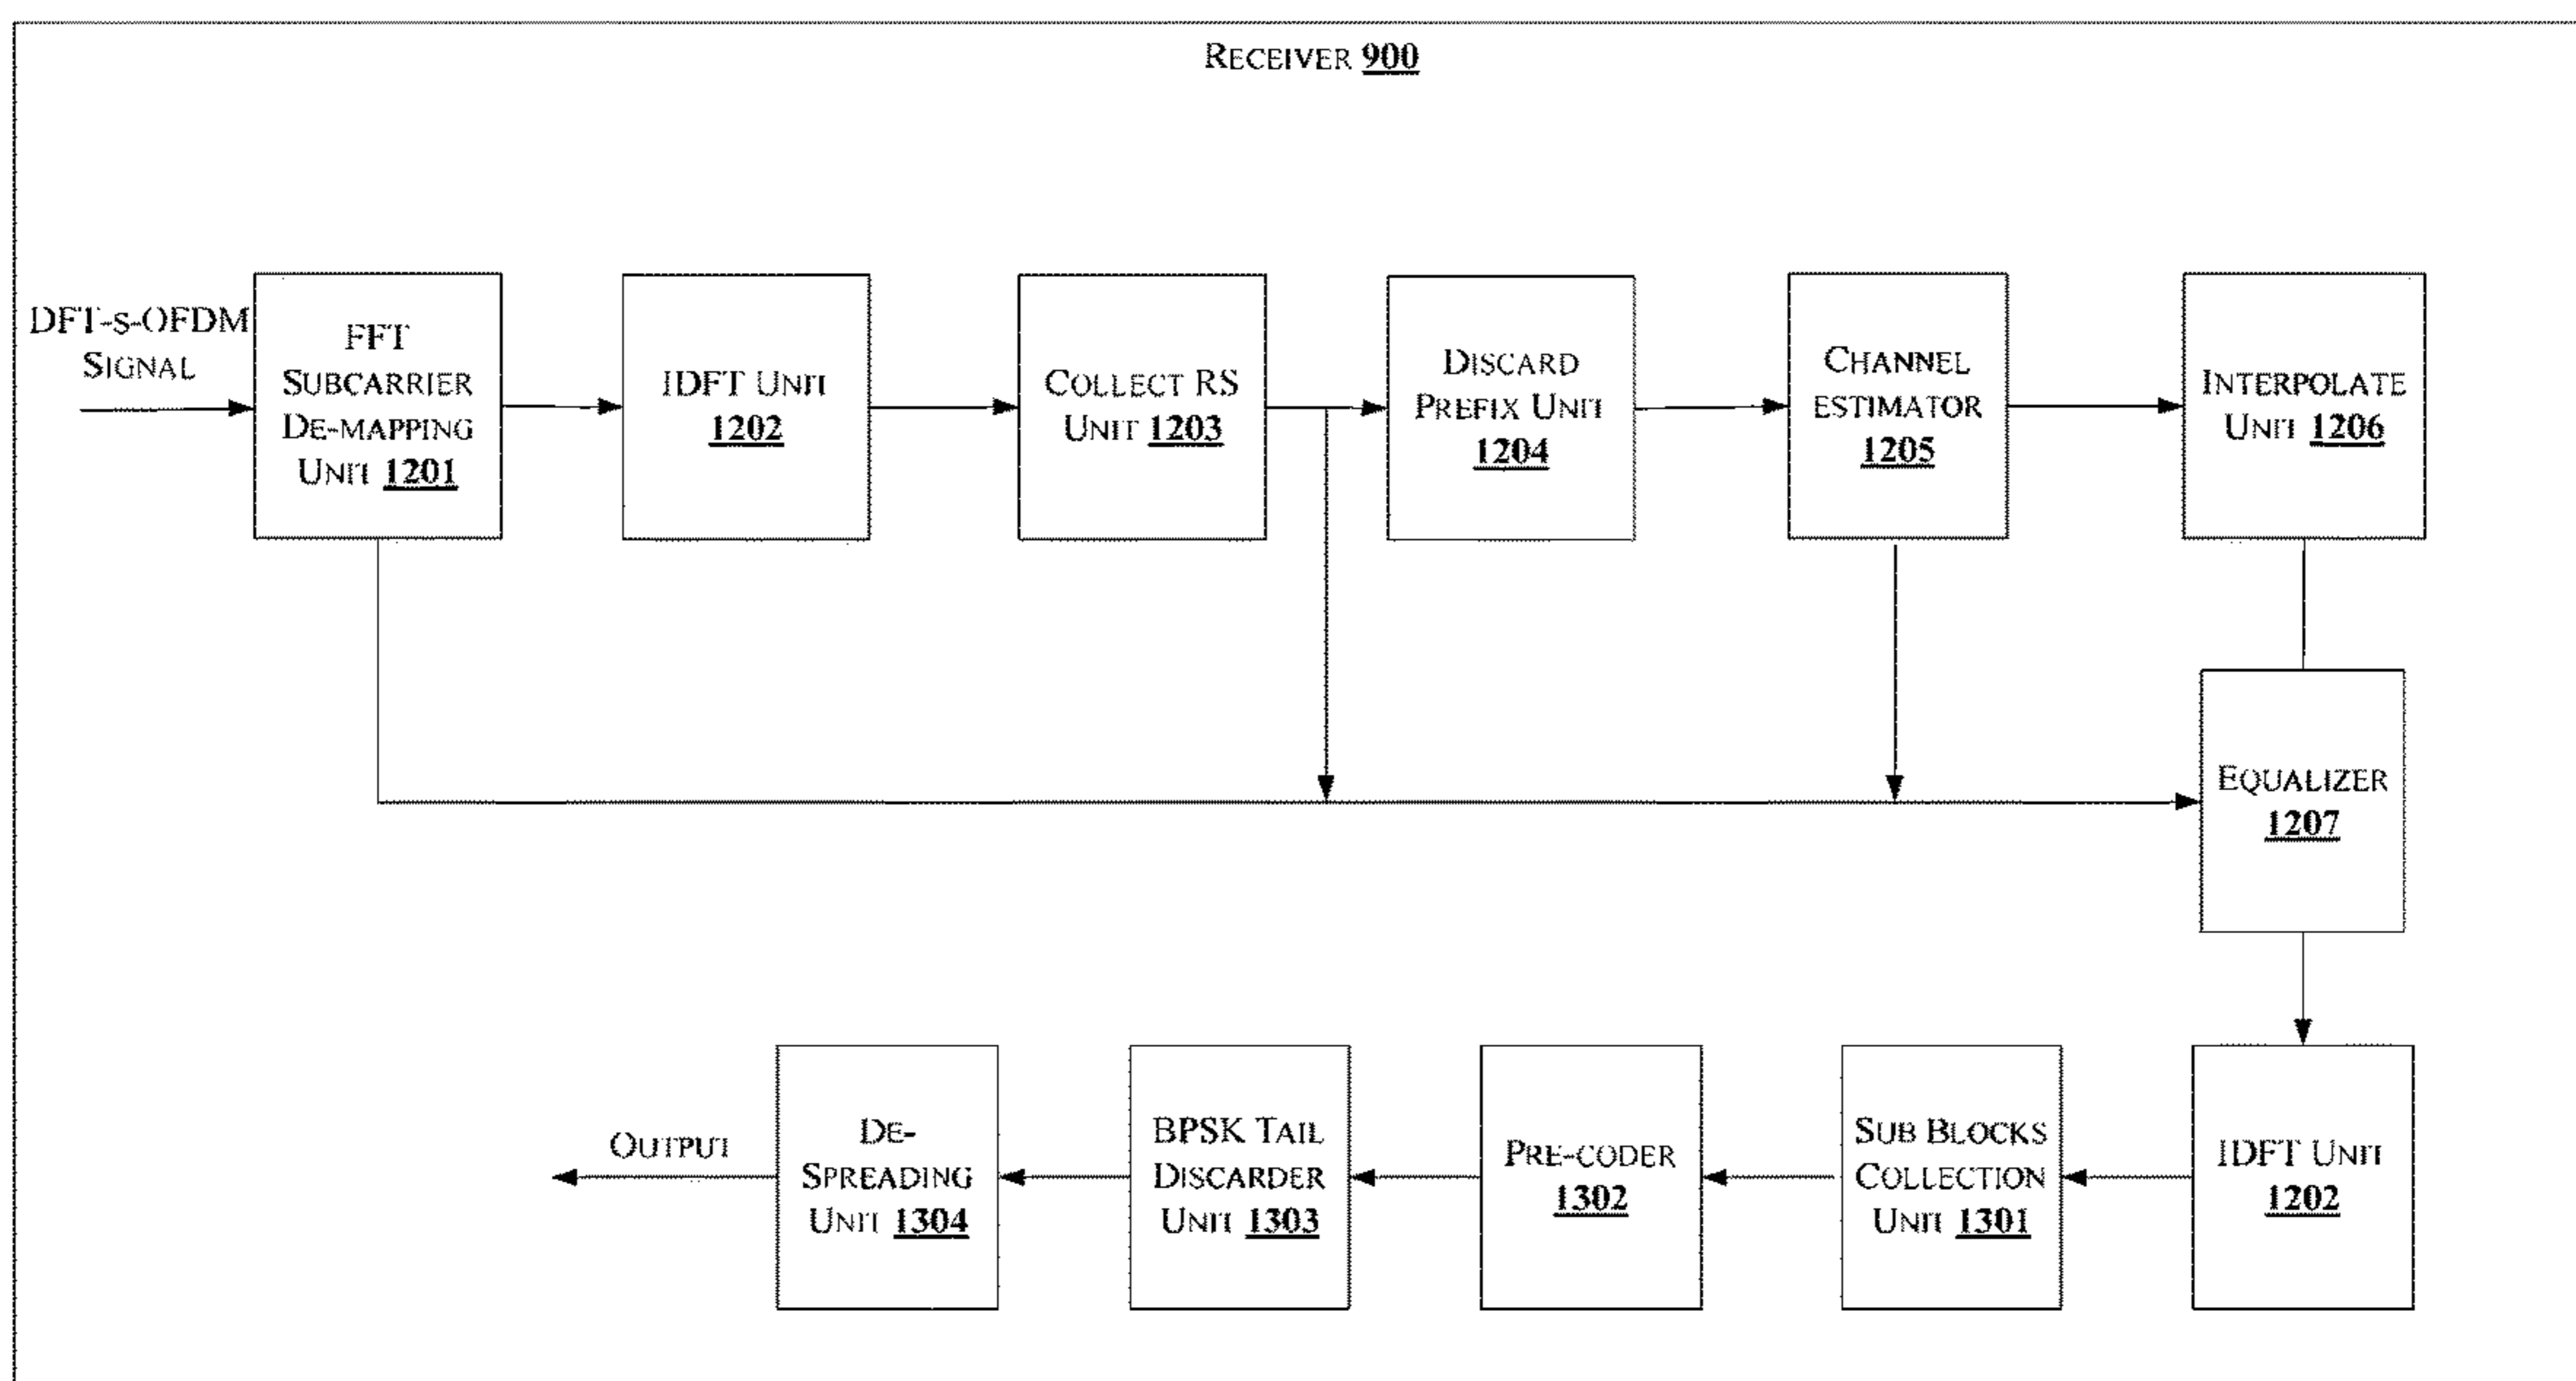 RECEIVER 900
DFT-s-OFDM
SIGNAL
FFT
SUBCARRIER
DE-MAPPING
UNIT 1201
IDFT UNIT
1202
COLLECT RS
UNIT 1203
DISCARD
PREFIX UNIT
1204
CHANNEL
ESTIMATOR
1205
INTERPOLATE
UNIT 1206
EQUALIZER
1207
OUTPUT
DE-
SPREADING
UNIT 1304
BPSK TAIL
DISCARDER
UNIT 1303
PRE-CODER
1302
SUB BLOCKS
COLLECTION
UNIT 1301
IDFT UNIT
1202